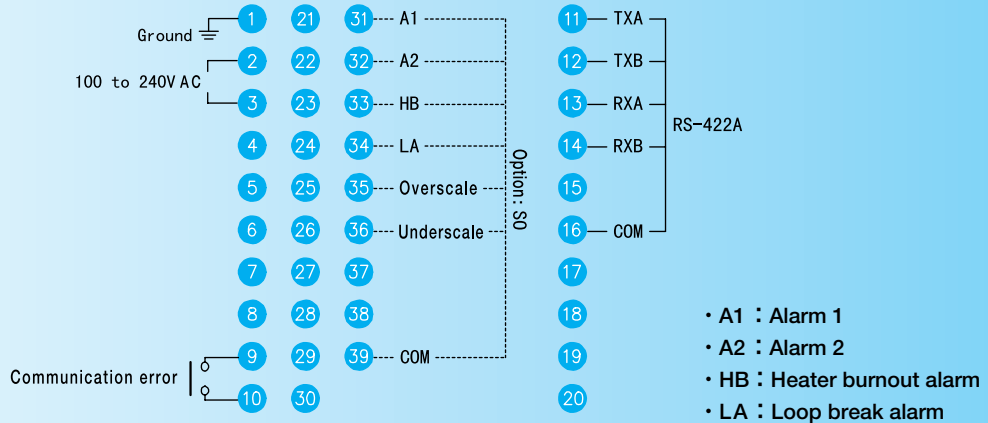 Ground 1 21 31 A1 11 TXA
100 to 240V AC 2 22 32 A2 12 TXB
3 23 33 HB 13 RXA
RS-422A
4 24 34 LA 14 RXB
5 25 35 Overscale 15
Option: SO
6 26 36 Underscale 16 COM
7 27 37 17
8 28 38 18
9 29 39 COM 19
Communication error
10 30 20
・A1：Alarm 1
・A2：Alarm 2
・HB：Heater burnout alarm
・LA：Loop break alarm